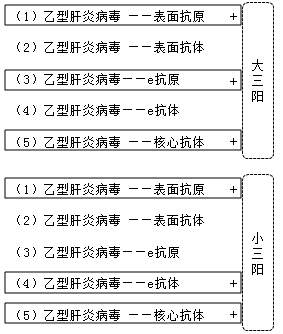 (1) 乙型肝炎病毒 ——表面抗原 +
(2) 乙型肝炎病毒 ——表面抗体
(3) 乙型肝炎病毒——e抗原 +
(4) 乙型肝炎病毒——e抗体
(5) 乙型肝炎病毒 ——核心抗体 +
大三阳
(1) 乙型肝炎病毒 ——表面抗原 +
(2) 乙型肝炎病毒 ——表面抗体
(3) 乙型肝炎病毒——e抗原
(4) 乙型肝炎病毒——e抗体 +
(5) 乙型肝炎病毒 ——核心抗体 +
小三阳